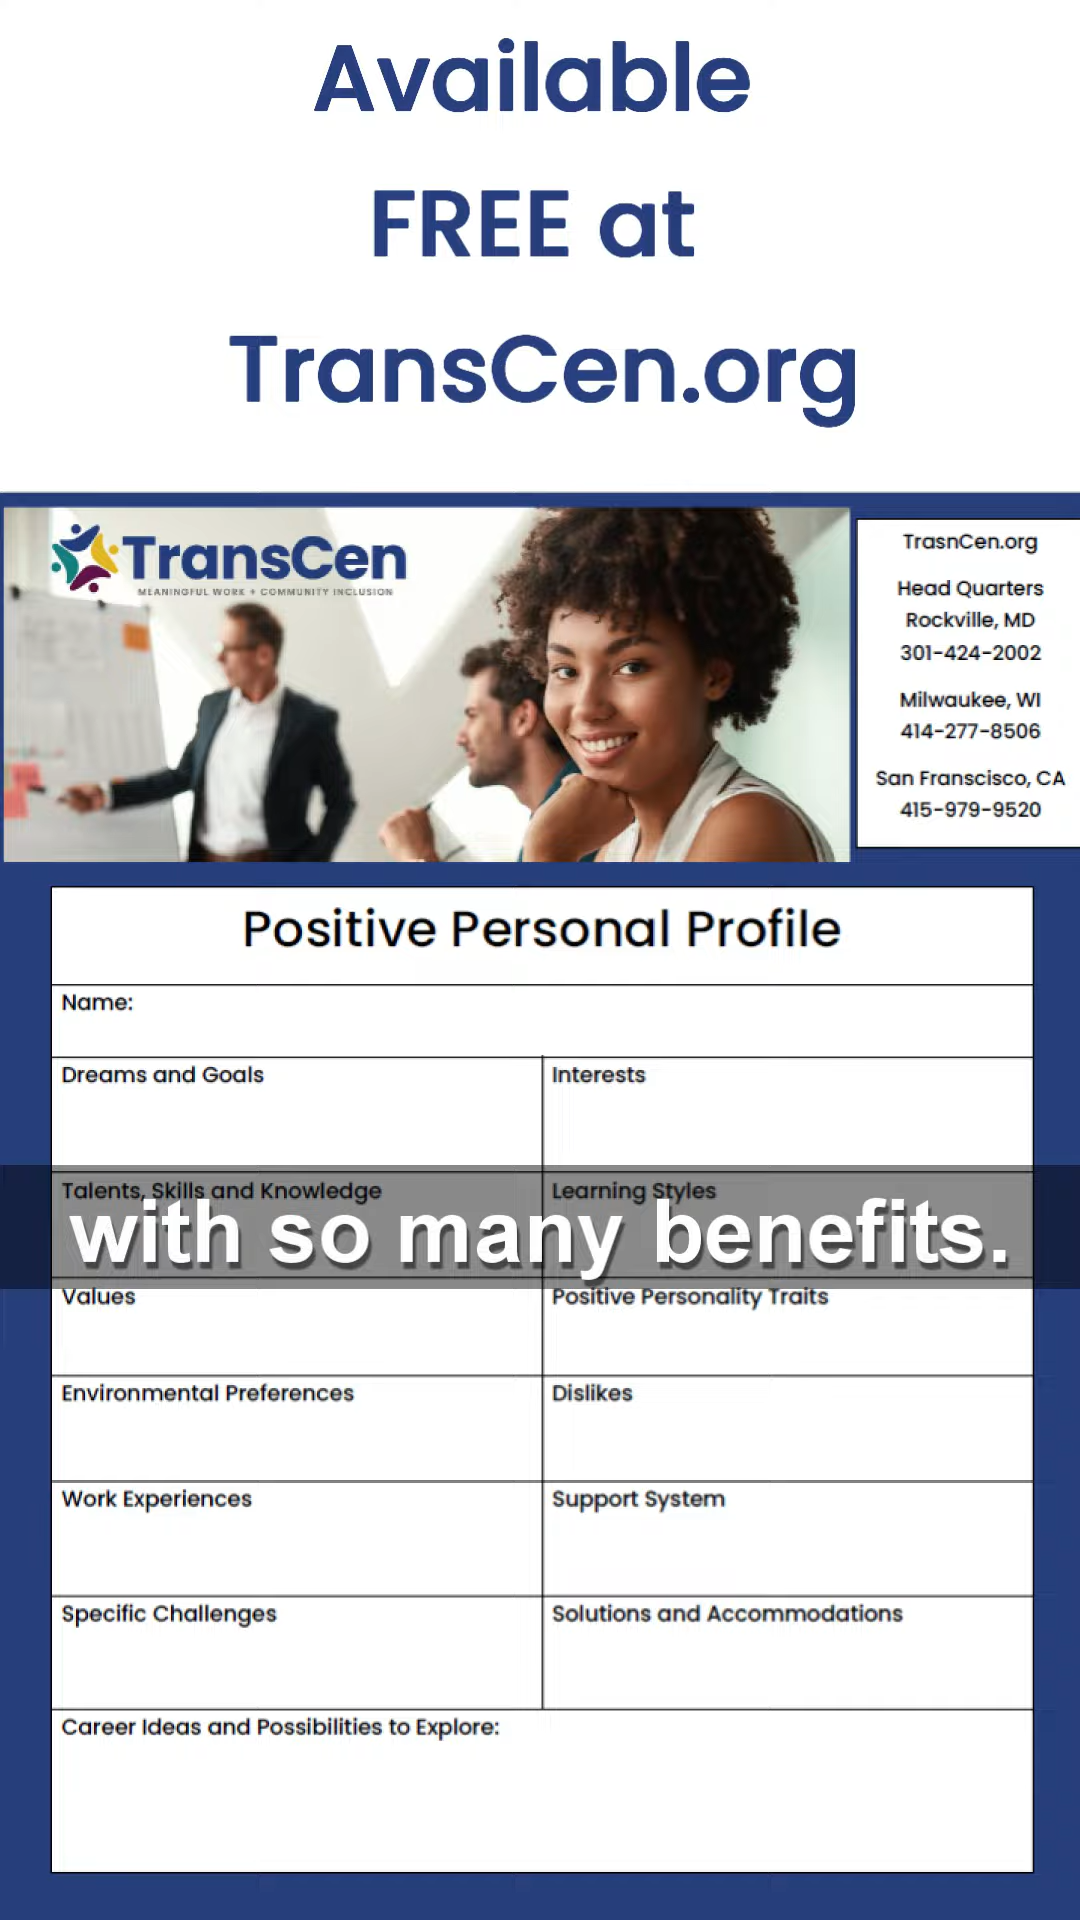 Available
FREE at
TransCen.org
TransCen
MEANINGFUL WORK + COMMUNITY INCLUSION
TrasnCen.org
Head Quarters
Rockville, MD
301-424-2002
Milwaukee, WI
414-277-8506
San Franscisco, CA
415-979-9520
Positive Personal Profile
Name:
Dreams and Goals
Interests
Talents, Skills and Knowledge
Learning Styles
with so many benefits.
Values
Positive Personality Traits
Environmental Preferences
Dislikes
Work Experiences
Support System
Specific Challenges
Solutions and Accommodations
Career Ideas and Possibilities to Explore: